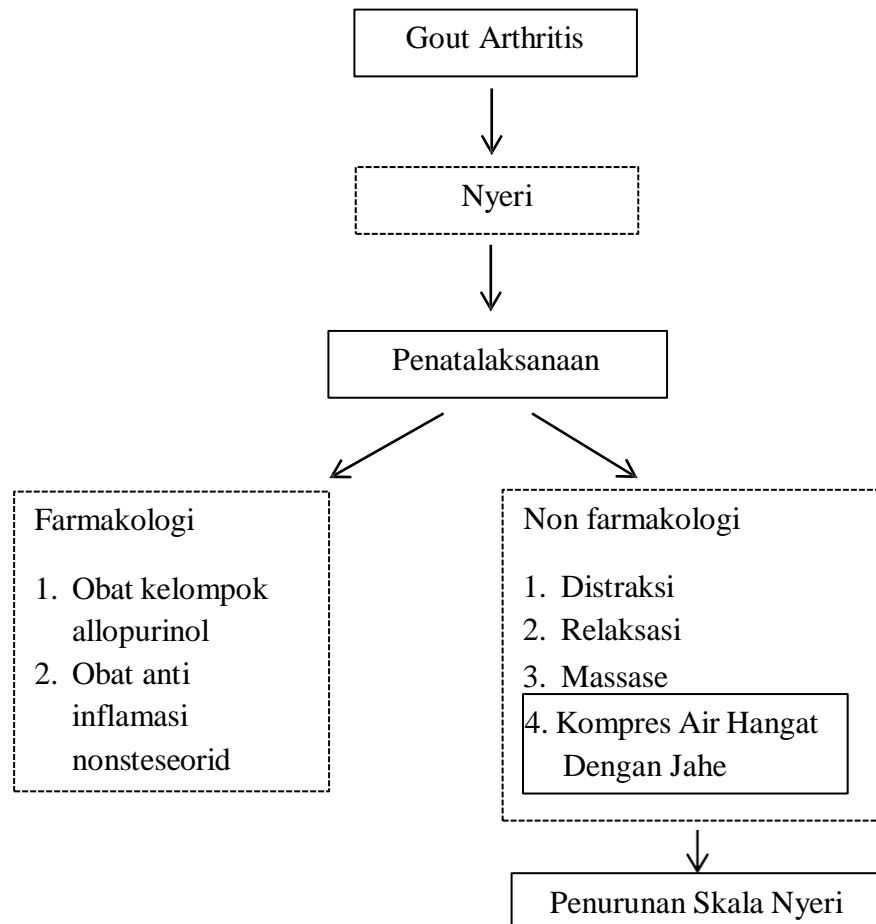 Gout Arthritis
Nyeri
Penatalaksanaan
Farmakologi
1. Obat kelompok
allopurinol
2. Obat anti
inflamasi
nonsteseorid
Non farmakologi
1. Distraksi
2. Relaksasi
3. Massase
4. Kompres Air Hangat
Dengan Jahe
Penurunan Skala Nyeri